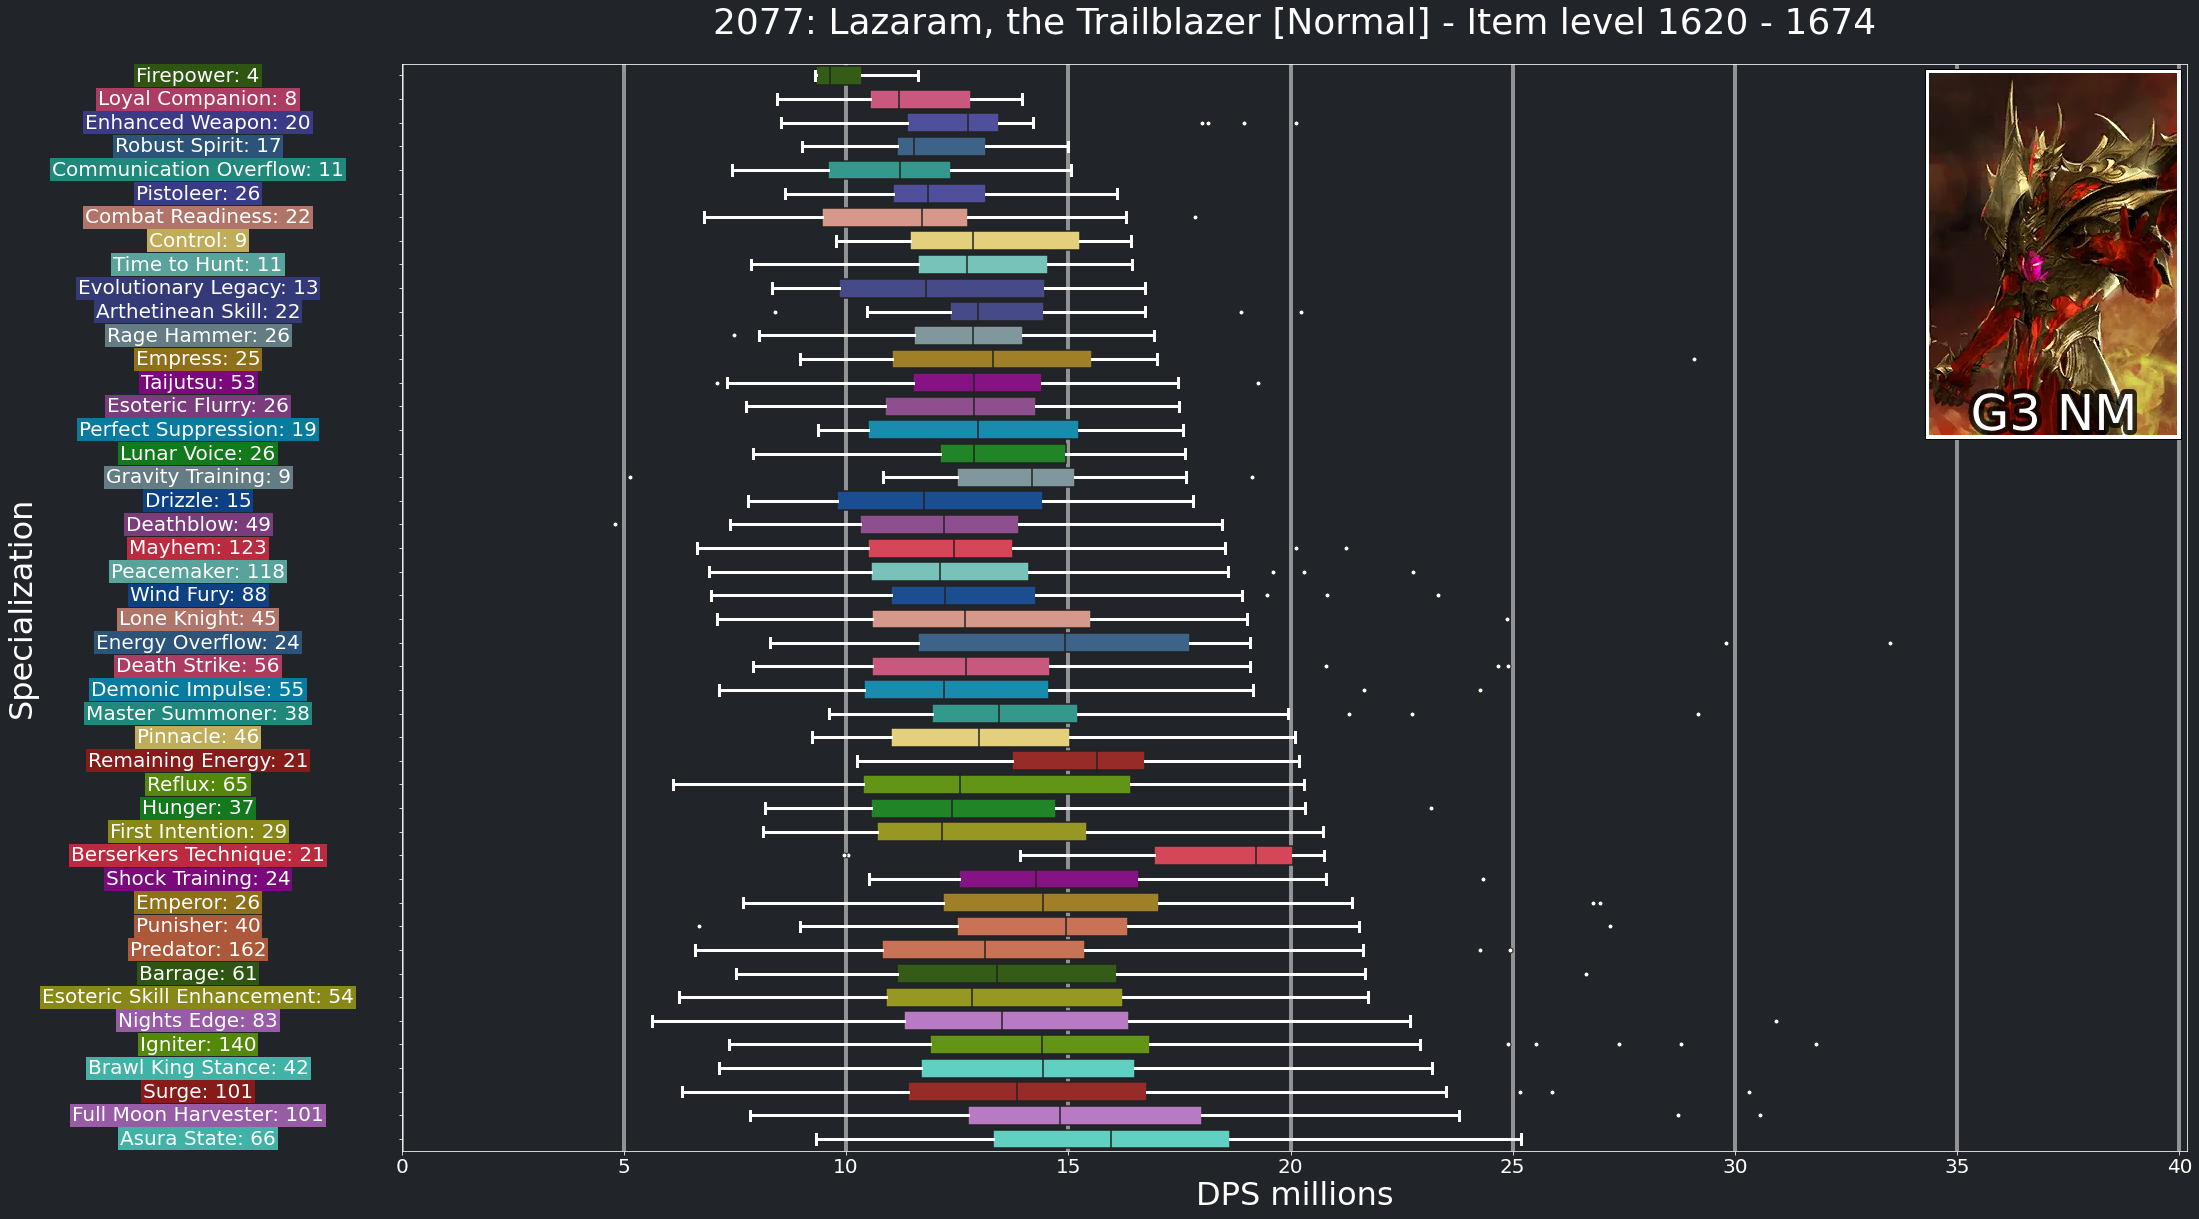 2077: Lazaram, the Trailblazer [Normal] - Item level 1620 - 1674
Firepower: 4
Loyal Companion: 8
Enhanced Weapon: 20
Robust Spirit: 17
Communication Overflow: 11
Pistoleer: 26
Combat Readiness: 22
Control: 9
Time to Hunt: 11
Evolutionary Legacy: 13
Arthetinean Skill: 22
Rage Hammer: 26
Empress: 25
Taijutsu: 53
Esoteric Flurry: 26
Perfect Suppression: 19
Lunar Voice: 26
Gravity Training: 9
Drizzle: 15
Deathblow: 49
Mayhem: 123
Peacemaker: 118
Wind Fury: 88
Lone Knight: 45
Energy Overflow: 24
Death Strike: 56
Demonic Impulse: 55
Master Summoner: 38
Pinnacle: 46
Remaining Energy: 21
Reflux: 65
Hunger: 37
First Intention: 29
Berserkers Technique: 21
Shock Training: 24
Emperor: 26
Punisher: 40
Predator: 162
Barrage: 61
Esoteric Skill Enhancement: 54
Nights Edge: 83
Igniter: 140
Brawl King Stance: 42
Surge: 101
Full Moon Harvester: 101
Asura State: 66
Specialization
G3 NM
0 5 10 15 20 25 30 35 40
DPS millions